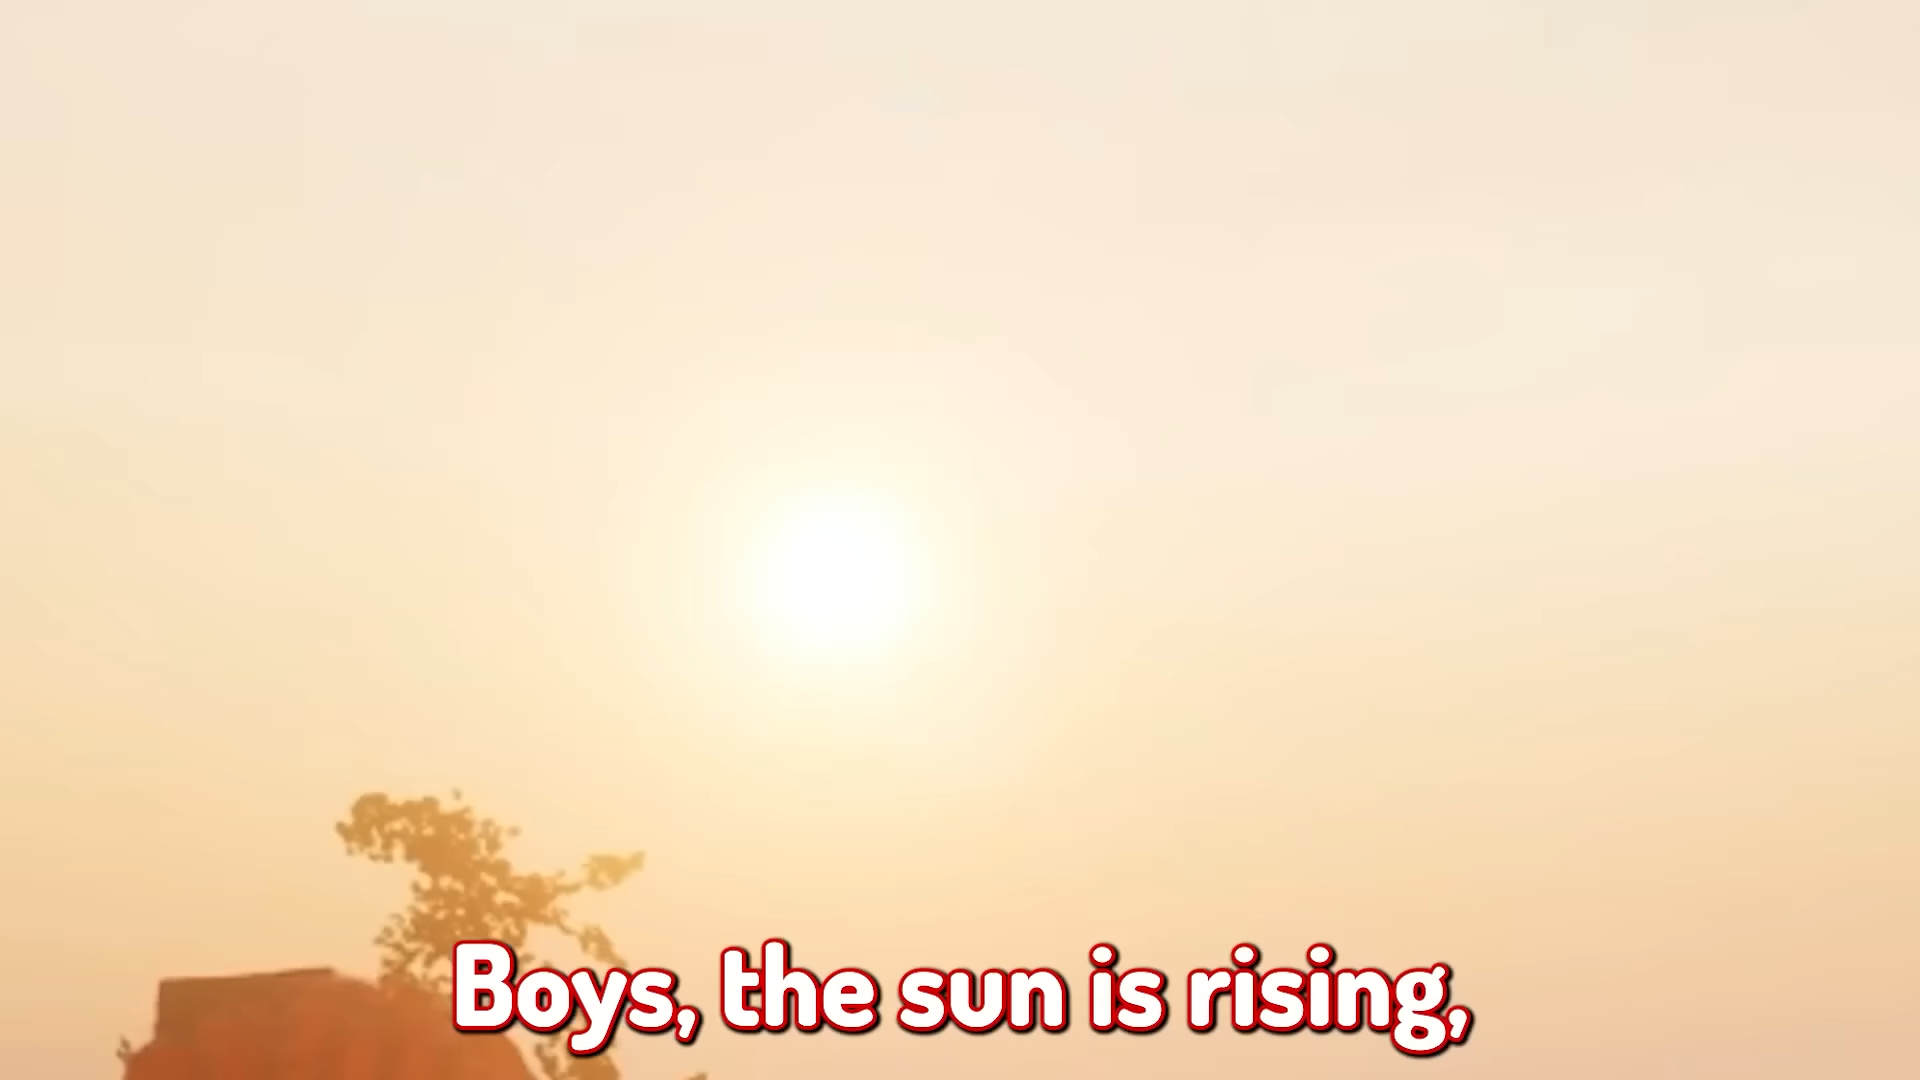 Boys, the sun is rising,